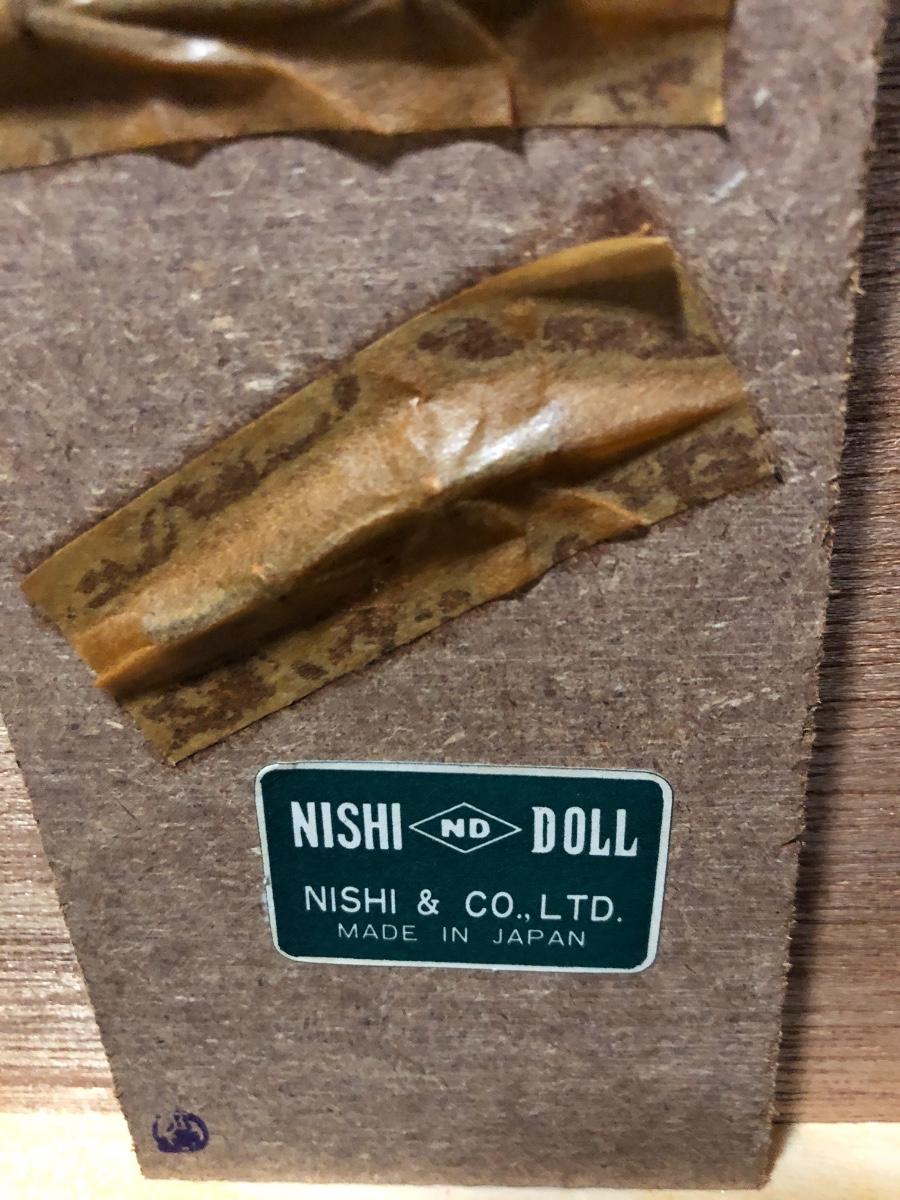 NISHI ND DOLL
NISHI & CO., LTD.
MADE IN JAPAN